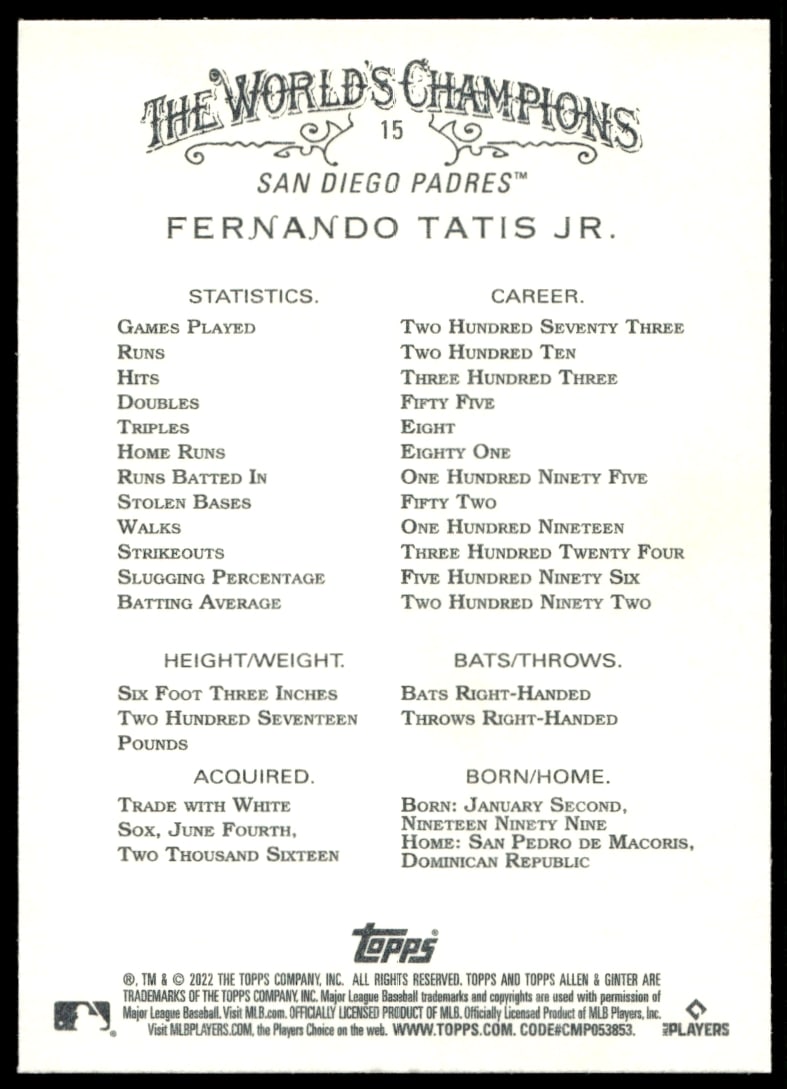 THE WORLD'S CHAMPIONS
15
SAN DIEGO PADRES™
FERNANDO TATIS JR.
STATISTICS. CAREER.
GAMES PLAYED TWO HUNDRED SEVENTY THREE
RUNS TWO HUNDRED TEN
HITS THREE HUNDRED THREE
DOUBLES FIFTY FIVE
TRIPLES EIGHT
HOME RUNS EIGHTY ONE
RUNS BATTED IN ONE HUNDRED NINETY FIVE
STOLEN BASES FIFTY TWO
WALKS ONE HUNDRED NINETEEN
STRIKEOUTS THREE HUNDRED TWENTY FOUR
SLUGGING PERCENTAGE FIVE HUNDRED NINETY SIX
BATTING AVERAGE TWO HUNDRED NINETY TWO
HEIGHT/WEIGHT.
SIX FOOT THREE INCHES
TWO HUNDRED SEVENTEEN
POUNDS
BATS/THROWS.
BATS RIGHT-HANDED
THROWS RIGHT-HANDED
ACQUIRED.
TRADE WITH WHITE
SOX, JUNE FOURTH,
TWO THOUSAND SIXTEEN
BORN/HOME.
BORN: JANUARY SECOND,
NINETEEN NINETY NINE
HOME: SAN PEDRO DE MACORIS,
DOMINICAN REPUBLIC
topps®
®, TM & © 2022 THE TOPPS COMPANY, INC. ALL RIGHTS RESERVED. TOPPS AND TOPPS ALLEN & GINTER ARE
TRADEMARKS OF THE TOPPS COMPANY, INC. Major League Baseball trademarks and copyrights are used with permission of
Major League Baseball. Visit MLB.com. OFFICIALLY LICENSED PRODUCT OF MLB. Officially Licensed Product of MLB Players, Inc.
Visit MLBPLAYERS.COM, the Players Choice on the web. WWW.TOPPS.COM. CODE#CMP053853.
MLB PLAYERS